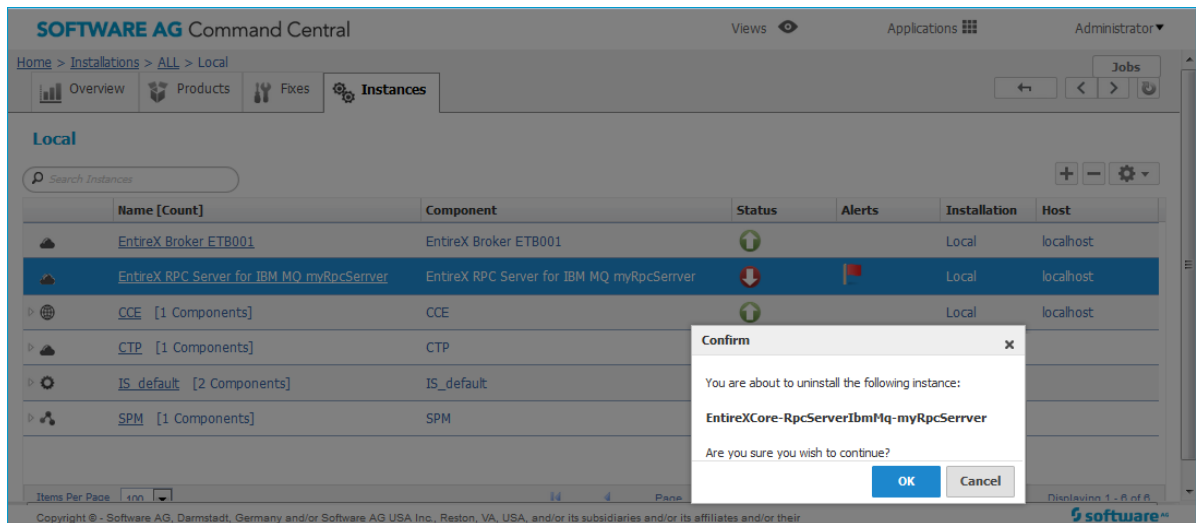 SOFTWARE AG Command Central
Views
Applications
Administrator
Home > Installations > ALL > Local
Jobs
Overview
Products
Fixes
Instances
Local
Search Instances
Name [Count] Component Status Alerts Installation Host
EntireX Broker ETB001 EntireX Broker ETB001 Local localhost
EntireX RPC Server for IBM MQ myRpcSerrver EntireX RPC Server for IBM MQ myRpcSerrver Local localhost
CCE [1 Components] CCE Local localhost
CTP [1 Components] CTP
IS_default [2 Components] IS_default
SPM [1 Components] SPM
Confirm
You are about to uninstall the following instance:
EntireXCore-RpcServerIbmMq-myRpcSerrver
Are you sure you wish to continue?
OK Cancel
Items Per Page 100 Page Displaying 1 - 6 of 6
Copyright © - Software AG, Darmstadt, Germany and/or Software AG USA Inc., Reston, VA, USA, and/or its subsidiaries and/or its affiliates and/or their
software AG